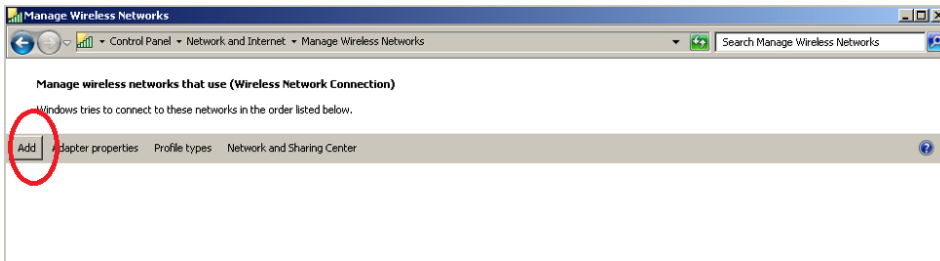 Manage Wireless Networks
Control Panel Network and Internet Manage Wireless Networks Search Manage Wireless Networks
Manage wireless networks that use (Wireless Network Connection)
Windows tries to connect to these networks in the order listed below.
Add Adapter properties Profile types Network and Sharing Center